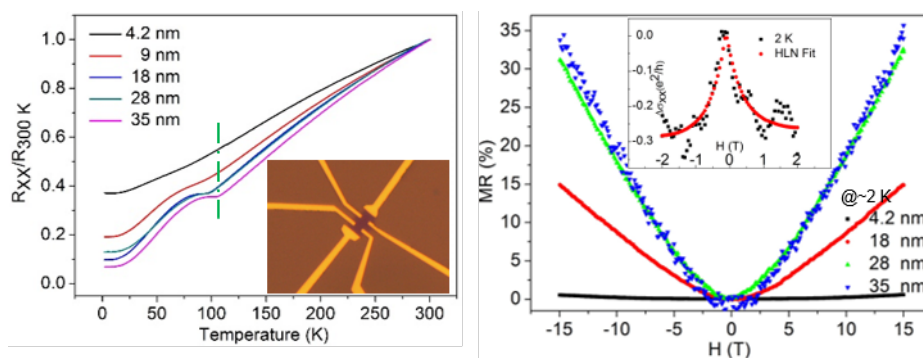 4.2 nm
9 nm
18 nm
28 nm
35 nm
R_XX/R_300 K
1.0
0.8
0.6
0.4
0.2
0.0
0 50 100 150 200 250 300
Temperature (K)
MR (%)
35
30
25
20
15
10
5
0
-15 -10 -5 0 5 10 15
H (T)
0.0
-0.1
-0.2
-0.3
-2 -1 0 1 2
H (T)
2 K
HLN Fit
@~2 K
4.2 nm
18 nm
28 nm
35 nm